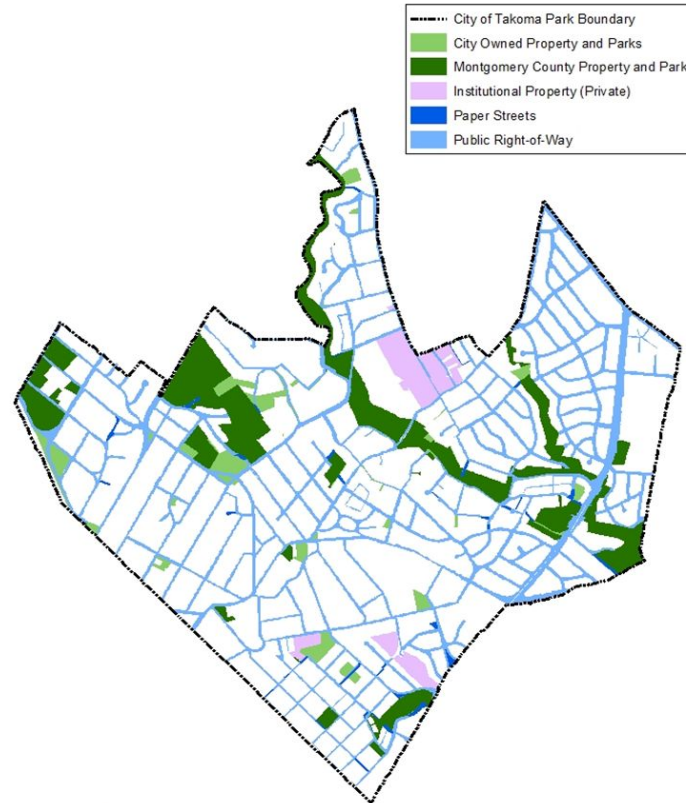 City of Takoma Park Boundary
City Owned Property and Parks
Montgomery County Property and Park
Institutional Property (Private)
Paper Streets
Public Right-of-Way